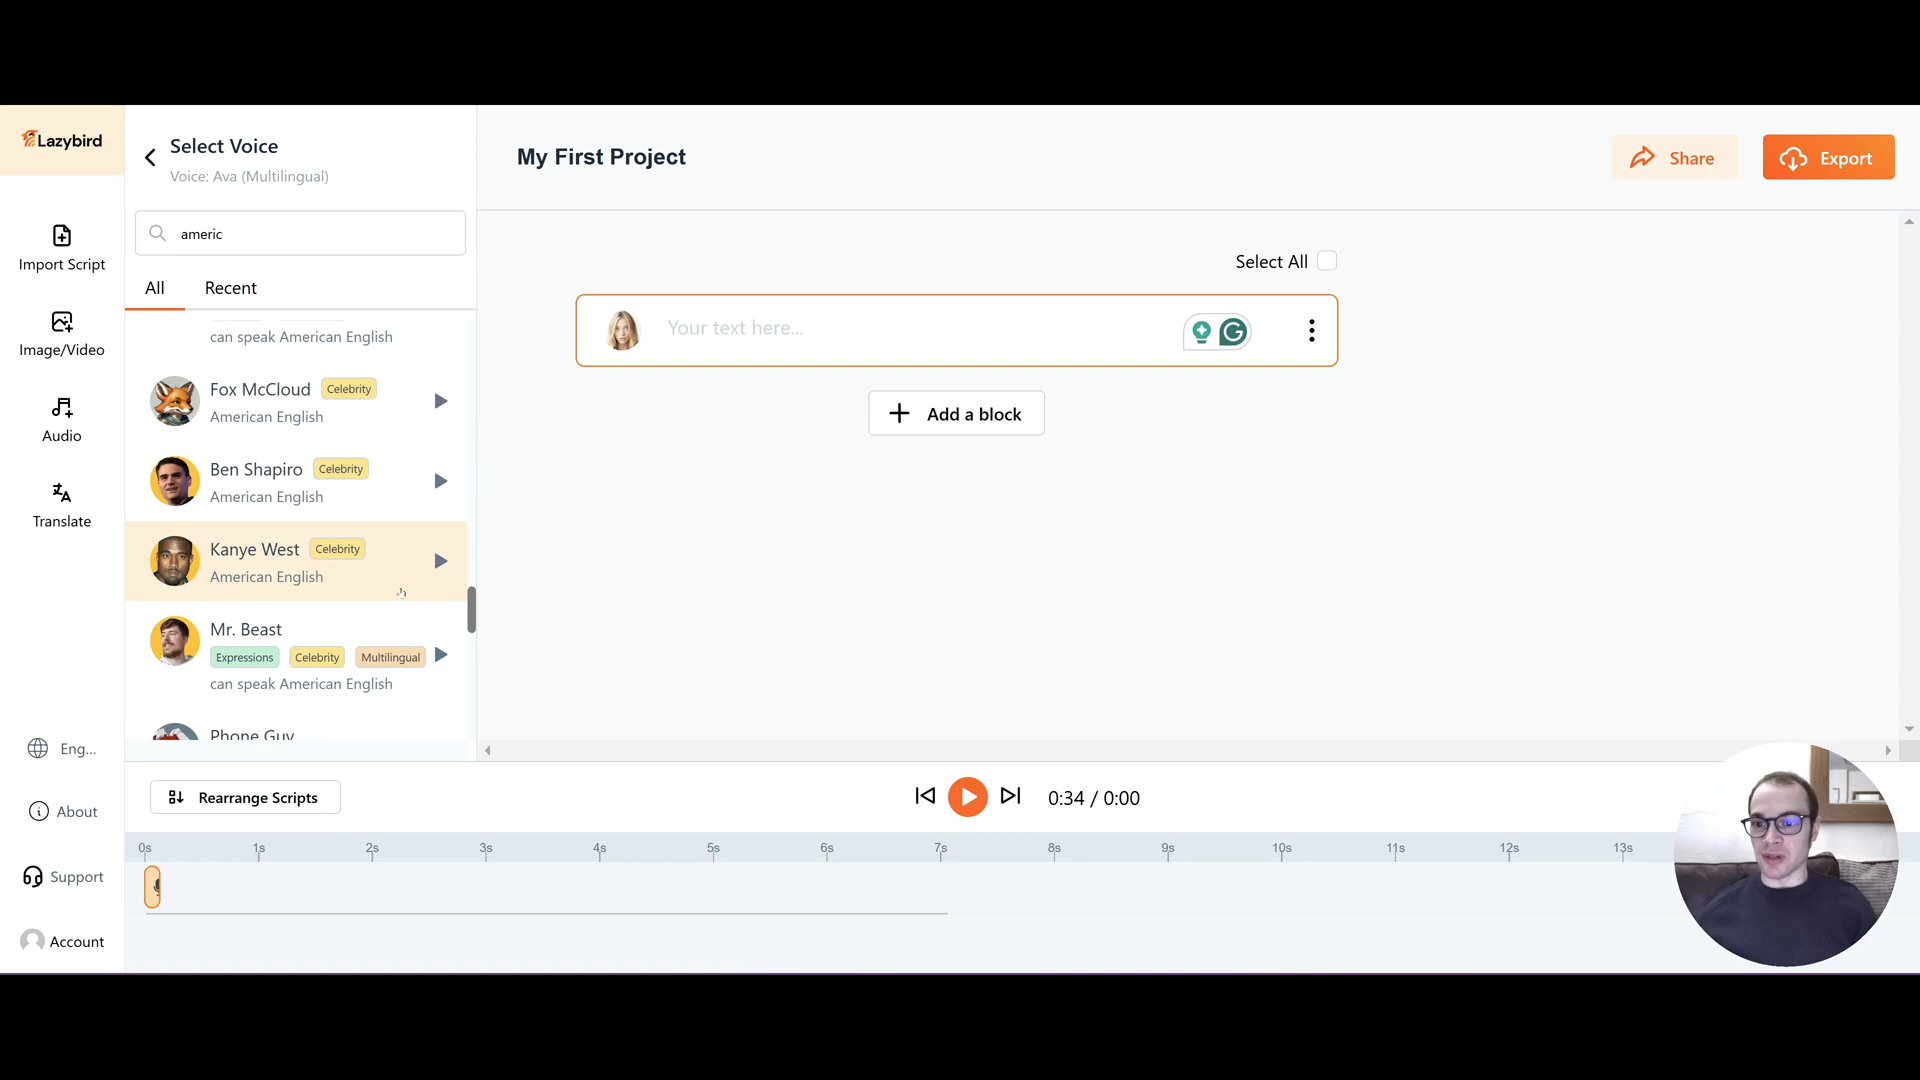 Lazybird
Import Script
Image/Video
Audio
Translate
Eng...
About
Support
Account
Select Voice
Voice: Ava (Multilingual)
americ
All
Recent
can speak American English
Fox McCloud
Celebrity
American English
Ben Shapiro
Celebrity
American English
Kanye West
Celebrity
American English
Mr. Beast
Expressions
Celebrity
Multilingual
can speak American English
Phone Guy
My First Project
Share
Export
Select All
Your text here...
Add a block
Rearrange Scripts
0:34 / 0:00
0s
1s
2s
3s
4s
5s
6s
7s
8s
9s
10s
11s
12s
13s